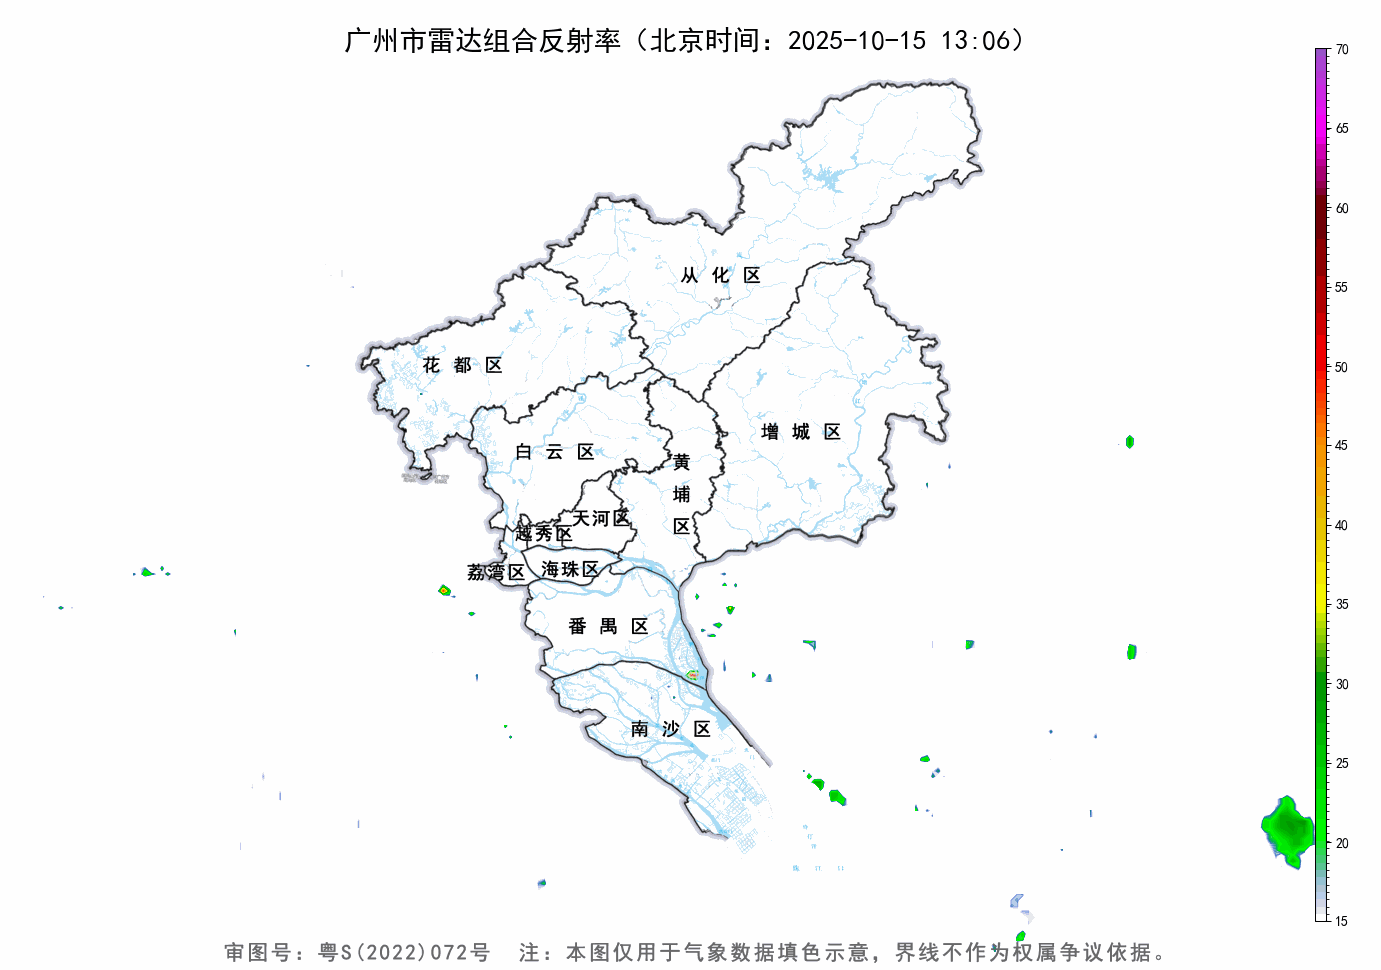 广州市雷达组合反射率（北京时间：2025-10-15 13:06）
70
65
60
55
50
45
40
35
30
25
20
15
从化区
花都区
增城区
白云区
黄埔区
天河区
越秀区
荔湾区
海珠区
番禺区
南沙区
审图号：粤S(2022)072号 注：本图仅用于气象数据填色示意，界线不作为权属争议依据。